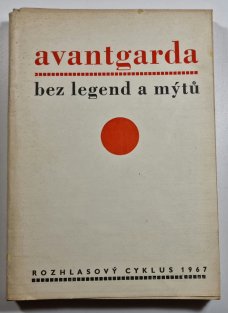 avantgarda
bez legend a mýtů
ROZHLASOVÝ CYKLUS 1967